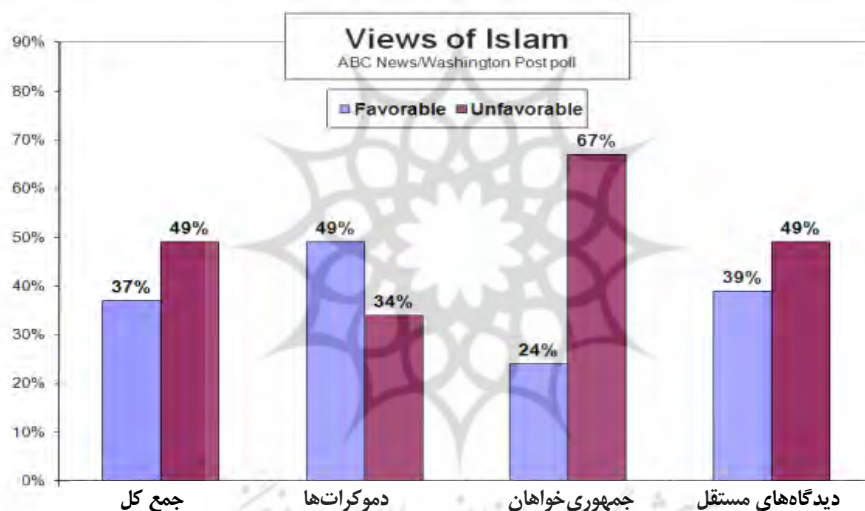 Views of Islam
ABC News/Washington Post poll
Favorable Unfavorable
90%
80%
70%
60%
50%
40%
30%
20%
10%
0%
37% 49% 49% 34% 24% 67% 39% 49%
جمع کل
دموکرات‌ها
جمهوری‌خواهان
دیدگاه‌های مستقل